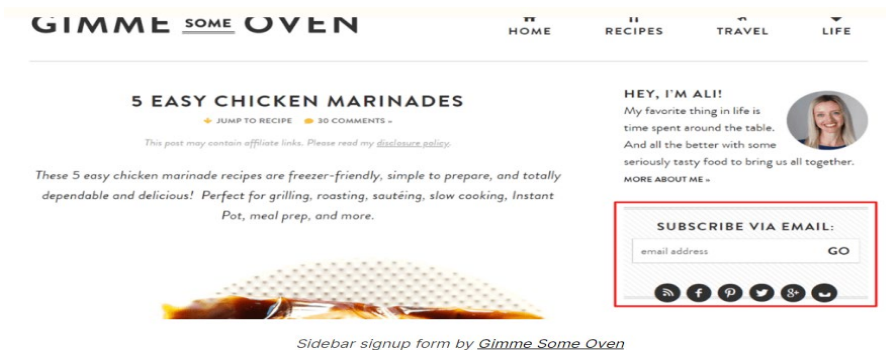 GIMME SOME OVEN
HOME RECIPES TRAVEL LIFE
5 EASY CHICKEN MARINADES
JUMP TO RECIPE 30 COMMENTS »
This post may contain affiliate links. Please read my disclosure policy.
These 5 easy chicken marinade recipes are freezer-friendly, simple to prepare, and totally
dependable and delicious! Perfect for grilling, roasting, sautéing, slow cooking, Instant
Pot, meal prep, and more.
HEY, I'M ALI!
My favorite thing in life is
time spent around the table.
And all the better with some
seriously tasty food to bring us all together.
MORE ABOUT ME »
SUBSCRIBE VIA EMAIL:
email address GO
Sidebar signup form by Gimme Some Oven